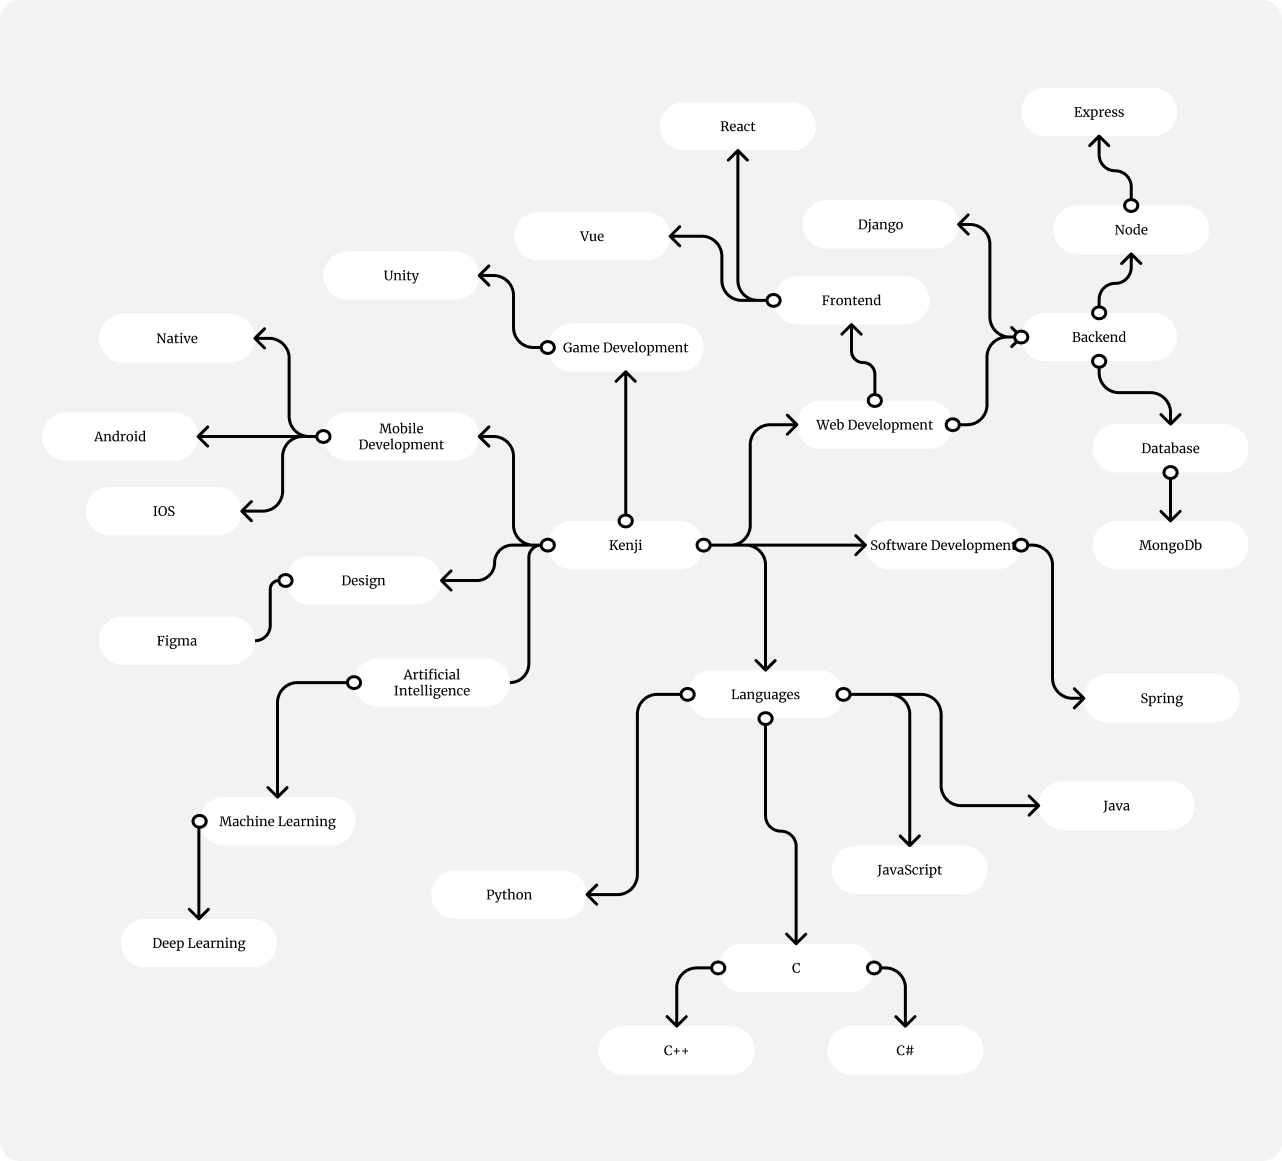 Express
React
Django
Node
Vue
Unity
Frontend
Native
Game Development
Backend
Android
Mobile
Development
Web Development
Database
IOS
Kenji
Software Development
MongoDb
Design
Figma
Artificial
Intelligence
Languages
Spring
Machine Learning
Java
JavaScript
Python
Deep Learning
C
C++
C#